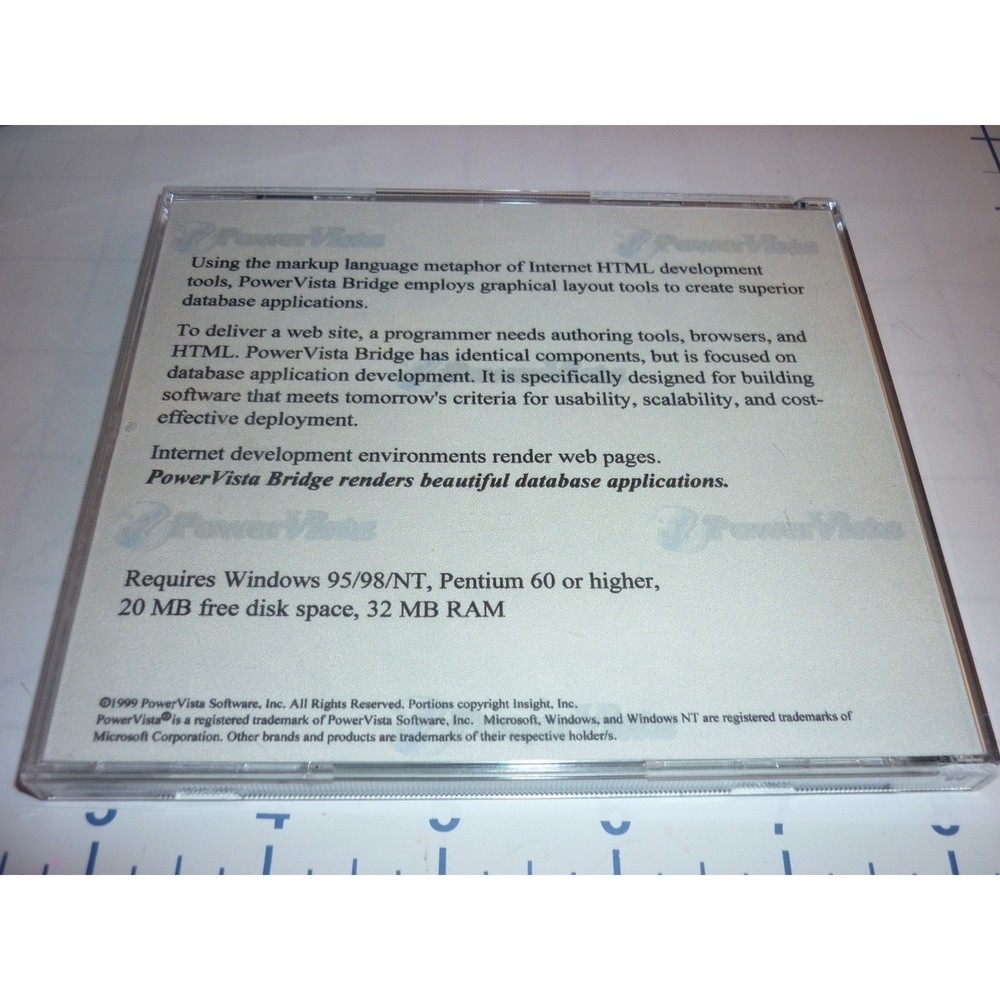 PowerVista PowerVista
Using the markup language metaphor of Internet HTML development
tools, PowerVista Bridge employs graphical layout tools to create superior
database applications.
To deliver a web site, a programmer needs authoring tools, browsers, and
HTML. PowerVista Bridge has identical components, but is focused on
database application development. It is specifically designed for building
software that meets tomorrow's criteria for usability, scalability, and cost-
effective deployment.
Internet development environments render web pages.
PowerVista Bridge renders beautiful database applications.
PowerVista PowerVista
Requires Windows 95/98/NT, Pentium 60 or higher,
20 MB free disk space, 32 MB RAM
©1999 PowerVista Software, Inc. All Rights Reserved. Portions copyright Insight, Inc.
PowerVista® is a registered trademark of PowerVista Software, Inc. Microsoft, Windows, and Windows NT are registered trademarks of
Microsoft Corporation. Other brands and products are trademarks of their respective holder/s.